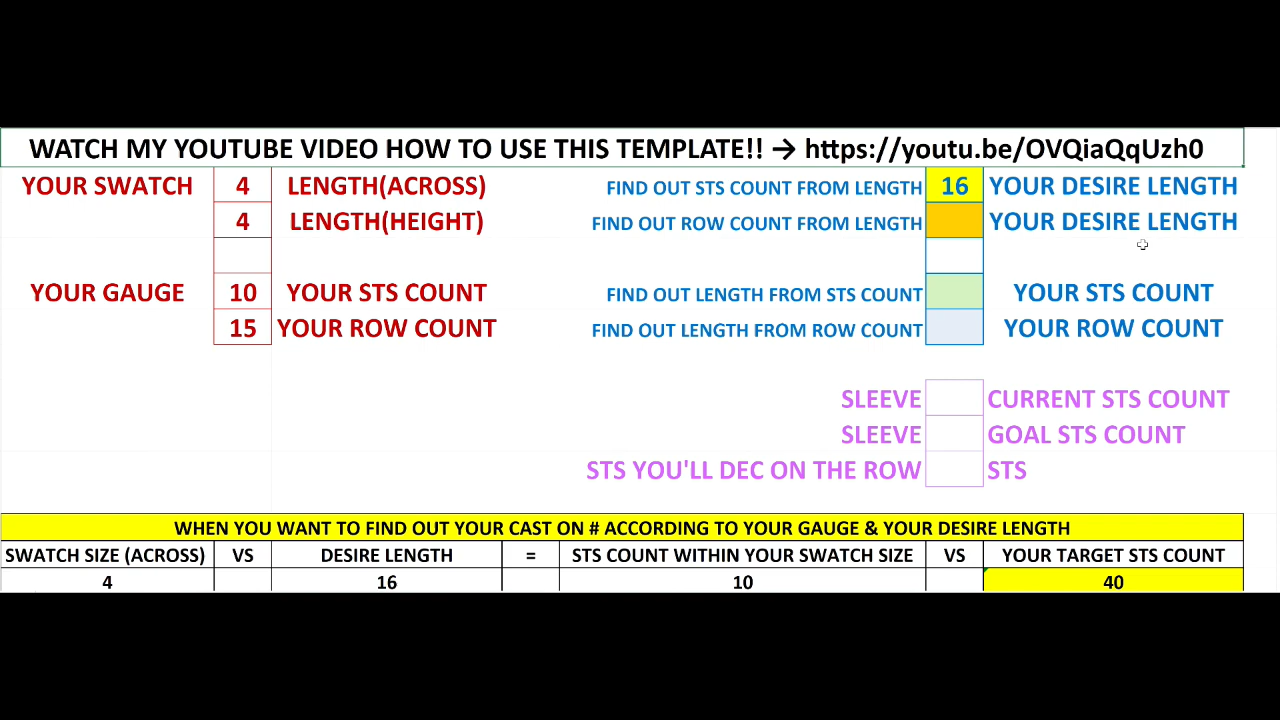 WATCH MY YOUTUBE VIDEO HOW TO USE THIS TEMPLATE!! → https://youtu.be/OVQiaQqUzh0
YOUR SWATCH 4 LENGTH(ACROSS) FIND OUT STS COUNT FROM LENGTH 16 YOUR DESIRE LENGTH
4 LENGTH(HEIGHT) FIND OUT ROW COUNT FROM LENGTH YOUR DESIRE LENGTH
YOUR GAUGE 10 YOUR STS COUNT FIND OUT LENGTH FROM STS COUNT YOUR STS COUNT
15 YOUR ROW COUNT FIND OUT LENGTH FROM ROW COUNT YOUR ROW COUNT
SLEEVE CURRENT STS COUNT
SLEEVE GOAL STS COUNT
STS YOU'LL DEC ON THE ROW STS
WHEN YOU WANT TO FIND OUT YOUR CAST ON # ACCORDING TO YOUR GAUGE & YOUR DESIRE LENGTH
SWATCH SIZE (ACROSS) VS DESIRE LENGTH = STS COUNT WITHIN YOUR SWATCH SIZE VS YOUR TARGET STS COUNT
4 16 10 40